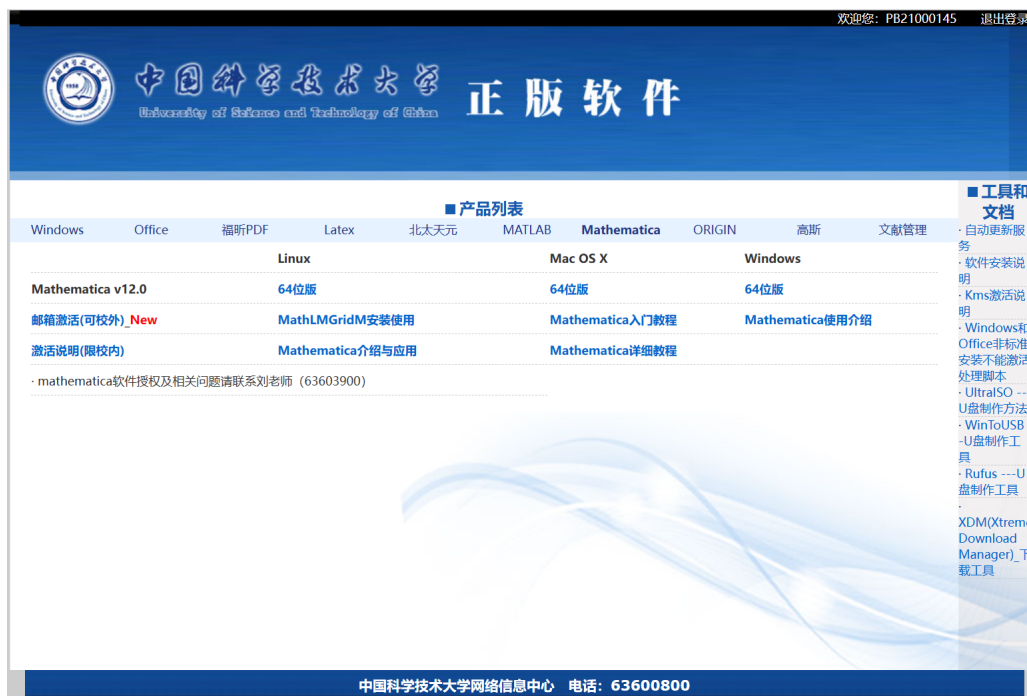 欢迎您：PB21000145 退出登录
中国科学技术大学 正版软件
University of Science and Technology of China
1958
■产品列表
Windows Office 福昕PDF Latex 北太天元 MATLAB Mathematica ORIGIN 高斯 文献管理
Linux Mac OS X Windows
Mathematica v12.0 64位版 64位版 64位版
邮箱激活(可校外)_New MathLMGridM安装使用 Mathematica入门教程 Mathematica使用介绍
激活说明(限校内) Mathematica介绍与应用 Mathematica详细教程
· mathematica软件授权及相关问题请联系刘老师（63603900）
■工具和
文档
· 自动更新服
务
· 软件安装说
明
· Kms激活说
明
· Windows和
Office非标准
安装不能激活
处理脚本
· UltraISO --
U盘制作方法
· WinToUSB
-U盘制作工
具
· Rufus ---U
盘制作工具
·
XDM(Xtreme
Download
Manager)_下
载工具
中国科学技术大学网络信息中心 电话：63600800